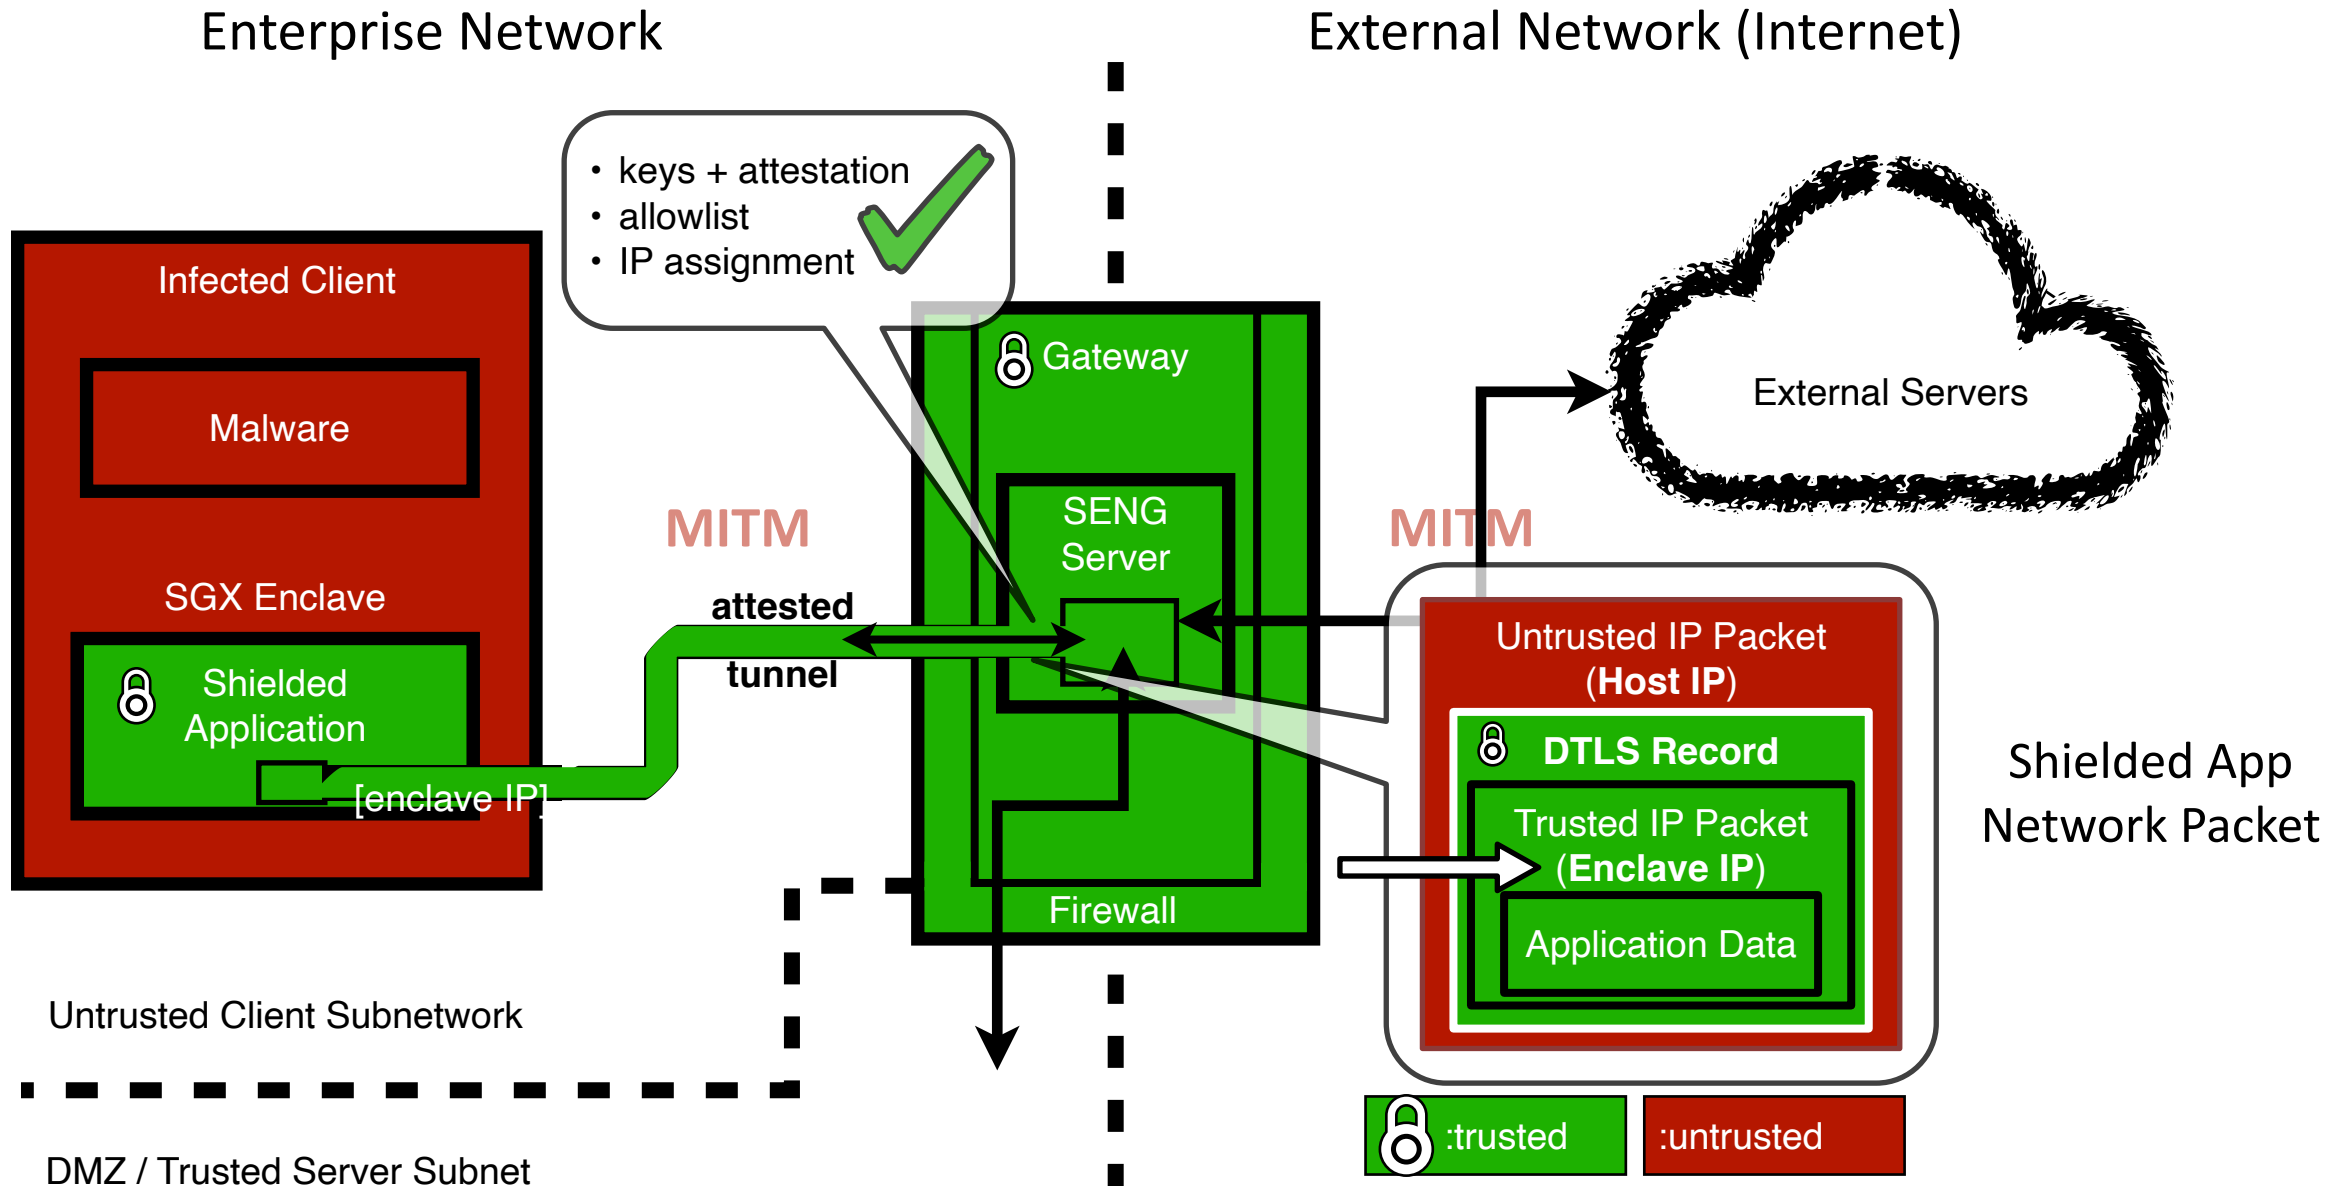 Enterprise Network
External Network (Internet)
• keys + attestation
• allowlist
• IP assignment
Infected Client
Malware
SGX Enclave
Shielded
Application
[enclave IP]
MITM
attested
tunnel
Gateway
SENG
Server
Firewall
External Servers
MITM
Untrusted IP Packet
(Host IP)
DTLS Record
Trusted IP Packet
(Enclave IP)
Application Data
Shielded App
Network Packet
Untrusted Client Subnetwork
DMZ / Trusted Server Subnet
:trusted
:untrusted